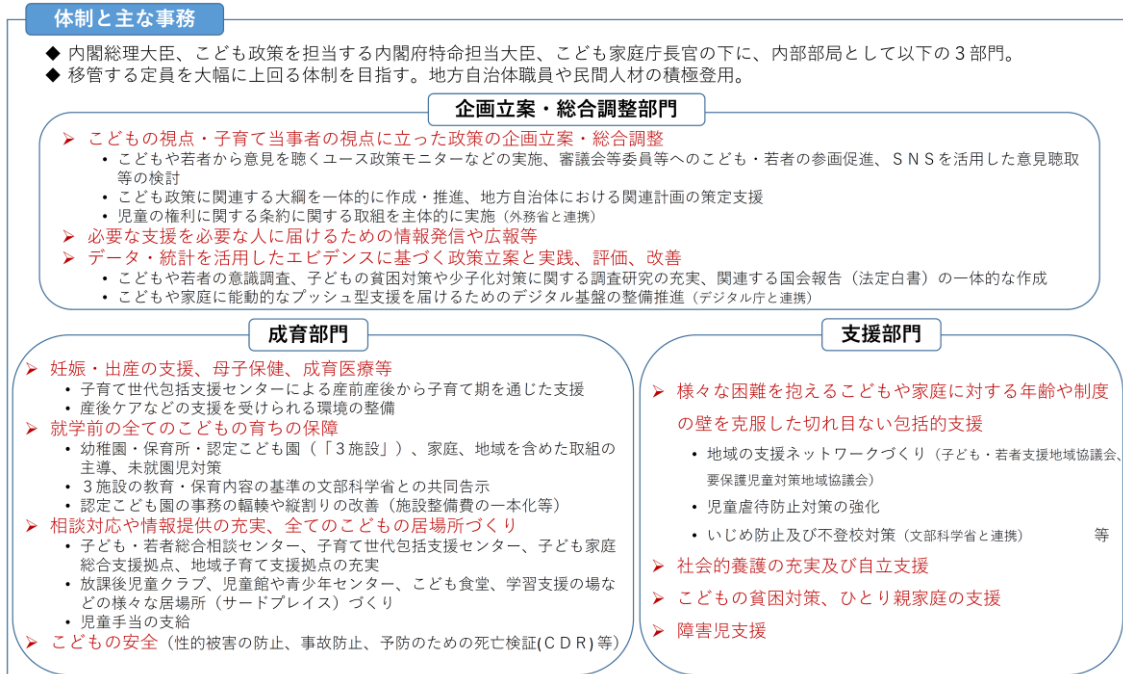 体制と主な事務
◆ 内閣総理大臣、こども政策を担当する内閣府特命担当大臣、こども家庭庁長官の下に、内部部局として以下の３部門。
◆ 移管する定員を大幅に上回る体制を目指す。地方自治体職員や民間人材の積極登用。
企画立案・総合調整部門
➢ こどもの視点・子育て当事者の視点に立った政策の企画立案・総合調整
• こどもや若者から意見を聴くユース政策モニターなどの実施、審議会等委員等へのこども・若者の参画促進、ＳＮＳを活用した意見聴取
等の検討
• こども政策に関連する大綱を一体的に作成・推進、地方自治体における関連計画の策定支援
• 児童の権利に関する条約に関する取組を主体的に実施（外務省と連携）
➢ 必要な支援を必要な人に届けるための情報発信や広報等
➢ データ・統計を活用したエビデンスに基づく政策立案と実践、評価、改善
• こどもや若者の意識調査、子どもの貧困対策や少子化対策に関する調査研究の充実、関連する国会報告（法定白書）の一体的な作成
• こどもや家庭に能動的なプッシュ型支援を届けるためのデジタル基盤の整備推進（デジタル庁と連携）
成育部門
➢ 妊娠・出産の支援、母子保健、成育医療等
• 子育て世代包括支援センターによる産前産後から子育て期を通じた支援
• 産後ケアなどの支援を受けられる環境の整備
➢ 就学前の全てのこどもの育ちの保障
• 幼稚園・保育所・認定こども園（「３施設」）、家庭、地域を含めた取組の
主導、未就園児対策
• ３施設の教育・保育内容の基準の文部科学省との共同告示
• 認定こども園の事務の輻輳や縦割りの改善（施設整備費の一本化等）
➢ 相談対応や情報提供の充実、全てのこどもの居場所づくり
• 子ども・若者総合相談センター、子育て世代包括支援センター、子ども家庭
総合支援拠点、地域子育て支援拠点の充実
• 放課後児童クラブ、児童館や青少年センター、こども食堂、学習支援の場な
どの様々な居場所（サードプレイス）づくり
• 児童手当の支給
➢ こどもの安全（性的被害の防止、事故防止、予防のための死亡検証(ＣＤＲ)等）
支援部門
➢ 様々な困難を抱えるこどもや家庭に対する年齢や制度
の壁を克服した切れ目ない包括的支援
• 地域の支援ネットワークづくり（子ども・若者支援地域協議会、
要保護児童対策地域協議会）
• 児童虐待防止対策の強化
• いじめ防止及び不登校対策（文部科学省と連携） 等
➢ 社会的養護の充実及び自立支援
➢ こどもの貧困対策、ひとり親家庭の支援
➢ 障害児支援